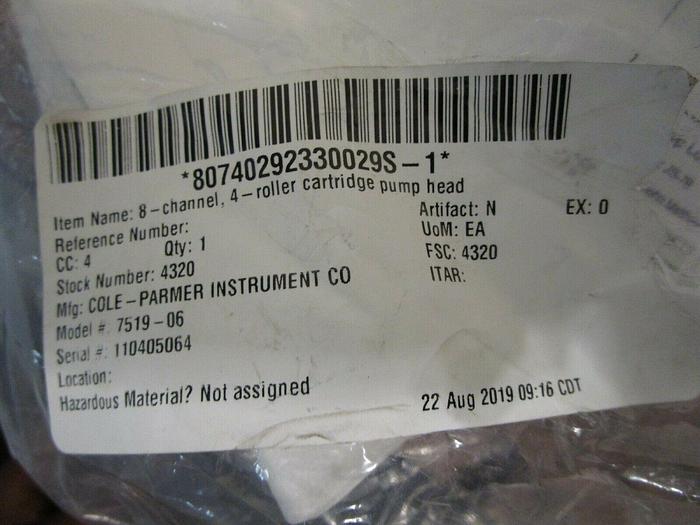 *80740292330029S-1*
Item Name: 8-channel, 4-roller cartridge pump head
Reference Number:
Artifact: N EX: 0
CC: 4 Qty: 1 UoM: EA
Stock Number: 4320 FSC: 4320
Mfg: COLE-PARMER INSTRUMENT CO ITAR:
Model #: 7519-06
Serial #: 110405064
Location:
Hazardous Material? Not assigned
22 Aug 2019 09:16 CDT